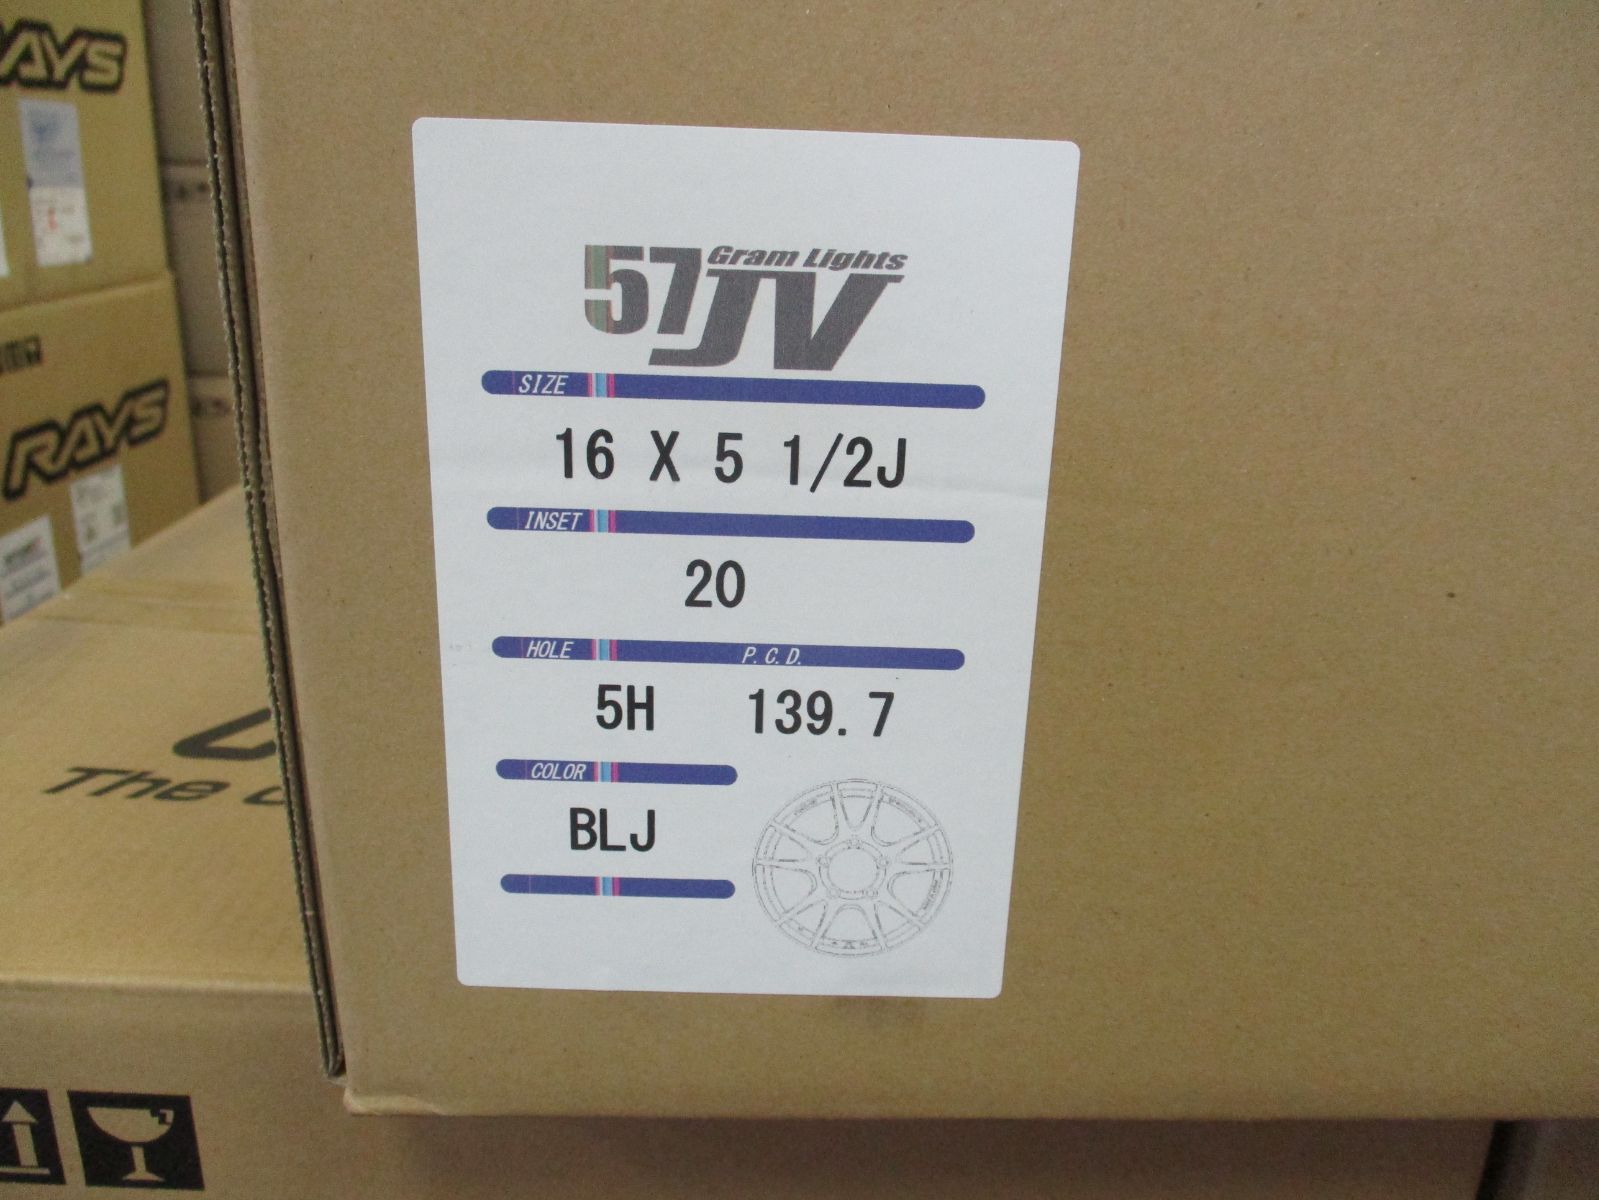 RAYS
RAYS
The
57JV Gram Lights
SIZE
16 X 5 1/2J
INSET
20
HOLE P.C.D.
5H 139.7
COLOR
BLJ